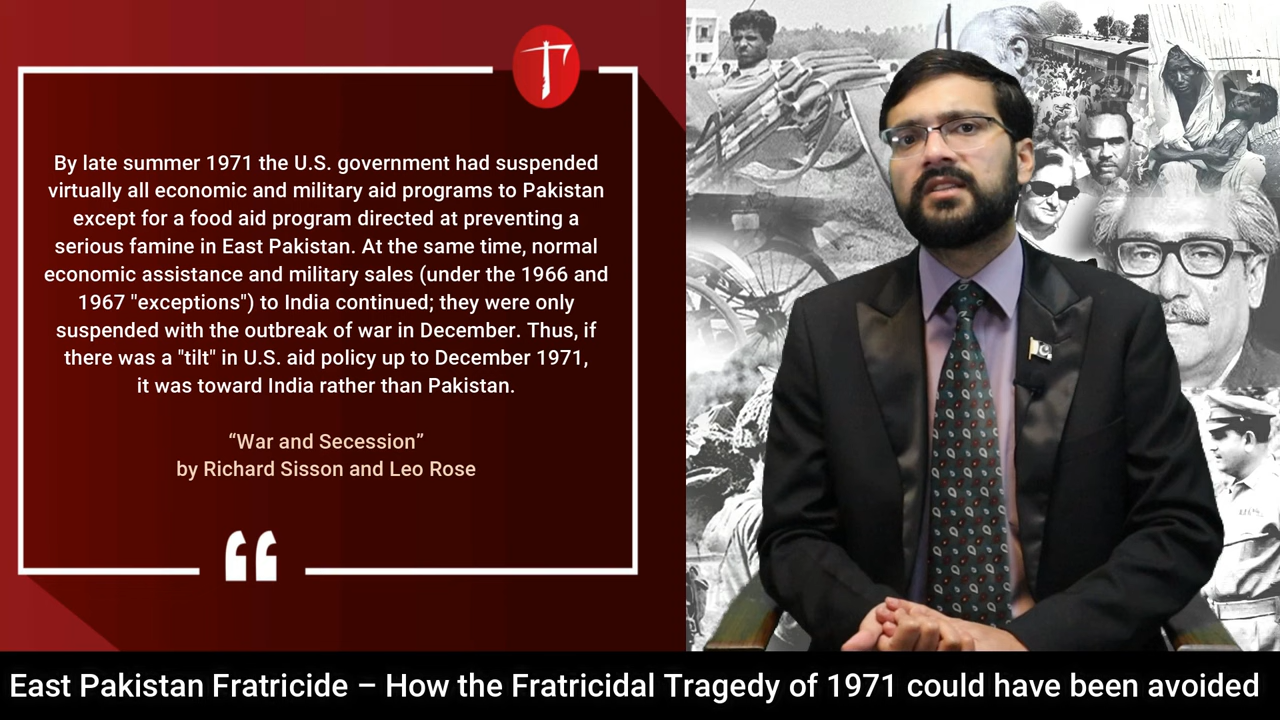 By late summer 1971 the U.S. government had suspended
virtually all economic and military aid programs to Pakistan
except for a food aid program directed at preventing a
serious famine in East Pakistan. At the same time, normal
economic assistance and military sales (under the 1966 and
1967 "exceptions") to India continued; they were only
suspended with the outbreak of war in December. Thus, if
there was a "tilt" in U.S. aid policy up to December 1971,
it was toward India rather than Pakistan.
“War and Secession”
by Richard Sisson and Leo Rose
“
East Pakistan Fratricide – How the Fratricidal Tragedy of 1971 could have been avoided